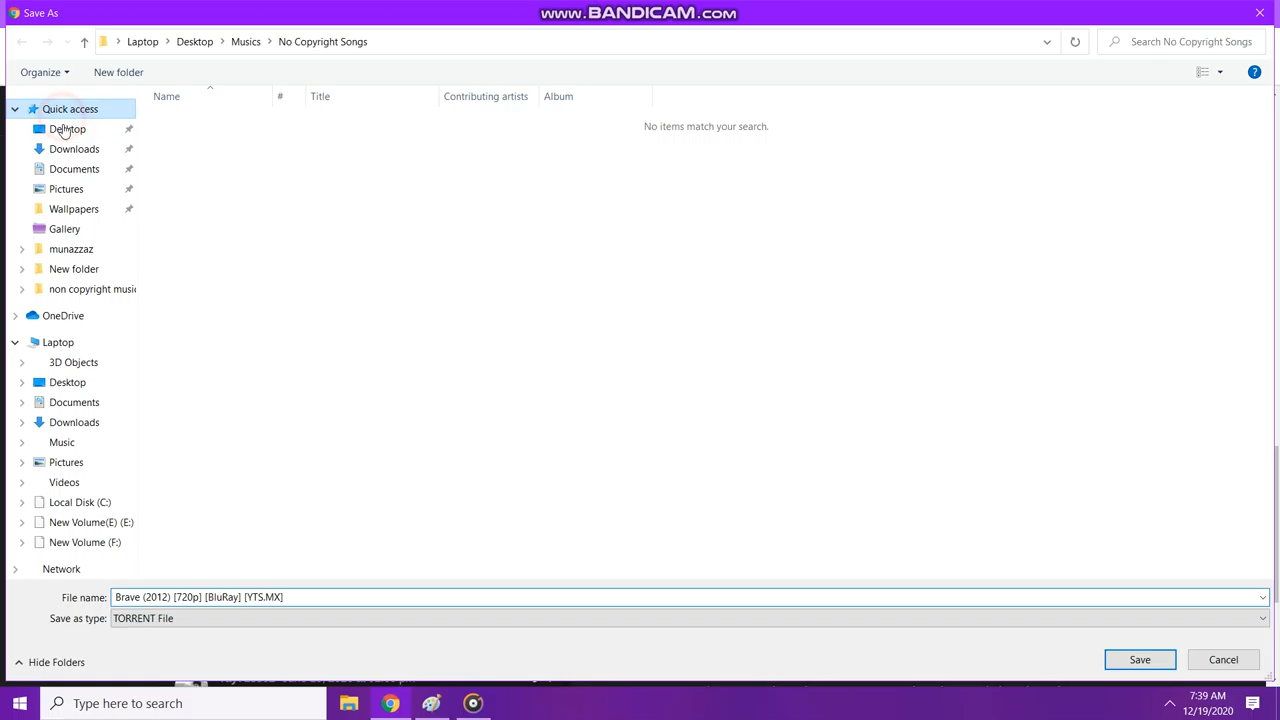 Save As
www.BANDICAM.com
Laptop > Desktop > Musics > No Copyright Songs
Search No Copyright Songs
Organize
New folder
Name
#
Title
Contributing artists
Album
No items match your search.
Quick access
Desktop
Downloads
Documents
Pictures
Wallpapers
Gallery
munazzaz
New folder
non copyright music
OneDrive
Laptop
3D Objects
Desktop
Documents
Downloads
Music
Pictures
Videos
Local Disk (C:)
New Volume(E) (E:)
New Volume (F:)
Network
File name: Brave (2012) [720p] [BluRay] [YTS.MX]
Save as type: TORRENT File
Hide Folders
Save
Cancel
Type here to search
7:39 AM
12/19/2020